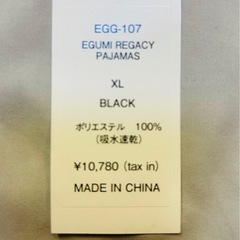 EGG-107
EGUMI REGACY
PAJAMAS
XL
BLACK
ポリエステル 100%
(吸水速乾)
¥10,780 (tax in)
MADE IN CHINA